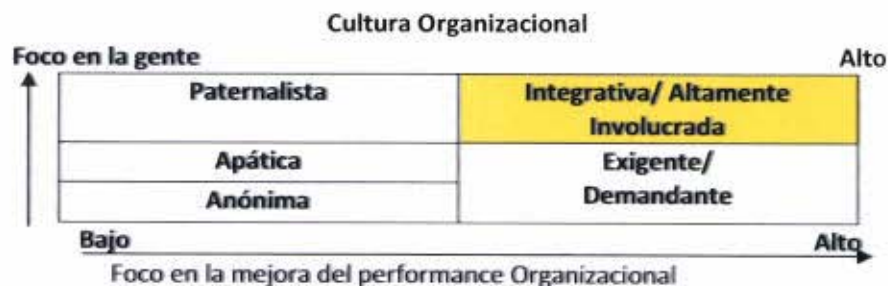 Cultura Organizacional
Foco en la gente
Alto
Paternalista
Integrativa/ Altamente
Involucrada
Apática
Exigente/
Demandante
Anónima
Bajo
Alto
Foco en la mejora del performance Organizacional